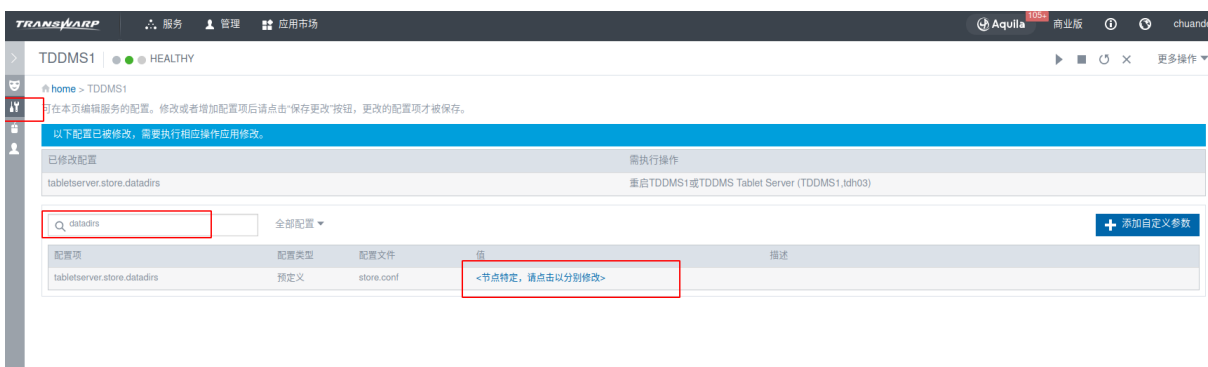 TRANSWARP 服务 管理 应用市场 Aquila 105+ 商业版 chuande
TDDMS1 HEALTHY 更多操作
home > TDDMS1
可在本页编辑服务的配置。修改或者增加配置项后请点击“保存更改”按钮，更改的配置项才被保存。
以下配置已被修改，需要执行相应操作应用修改。
已修改配置 需执行操作
tabletserver.store.datadirs 重启TDDMS1或TDDMS Tablet Server (TDDMS1,tdh03)
datadirs 全部配置 添加自定义参数
配置项 配置类型 配置文件 值 描述
tabletserver.store.datadirs 预定义 store.conf <节点特定，请点击以分别修改>